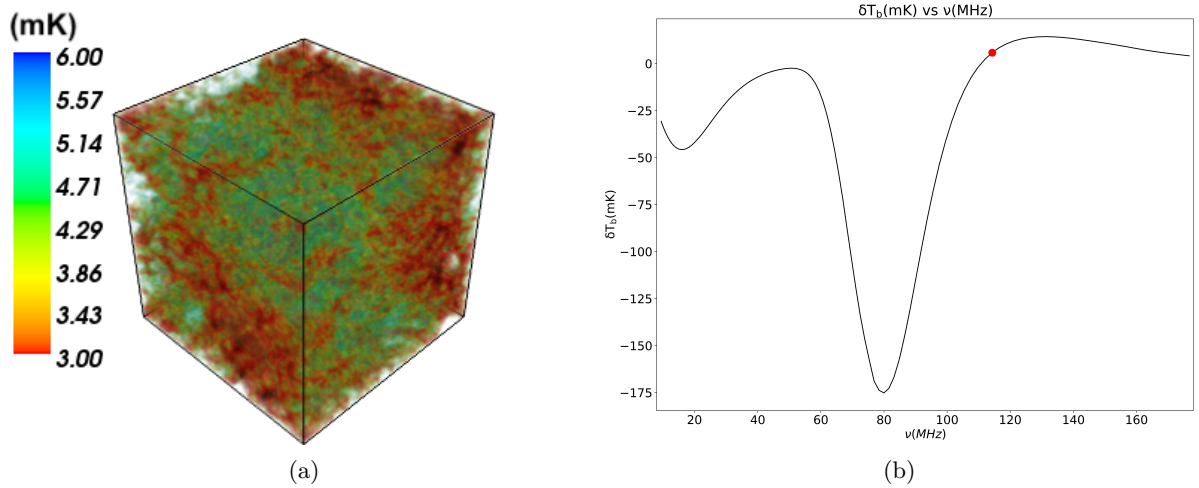 (mK)
6.00
5.57
5.14
4.71
4.29
3.86
3.43
3.00
(a)
δT_b(mK) vs ν(MHz)
δT_b(mK)
0
−25
−50
−75
−100
−125
−150
−175
20 40 60 80 100 120 140 160
ν(MHz)
(b)